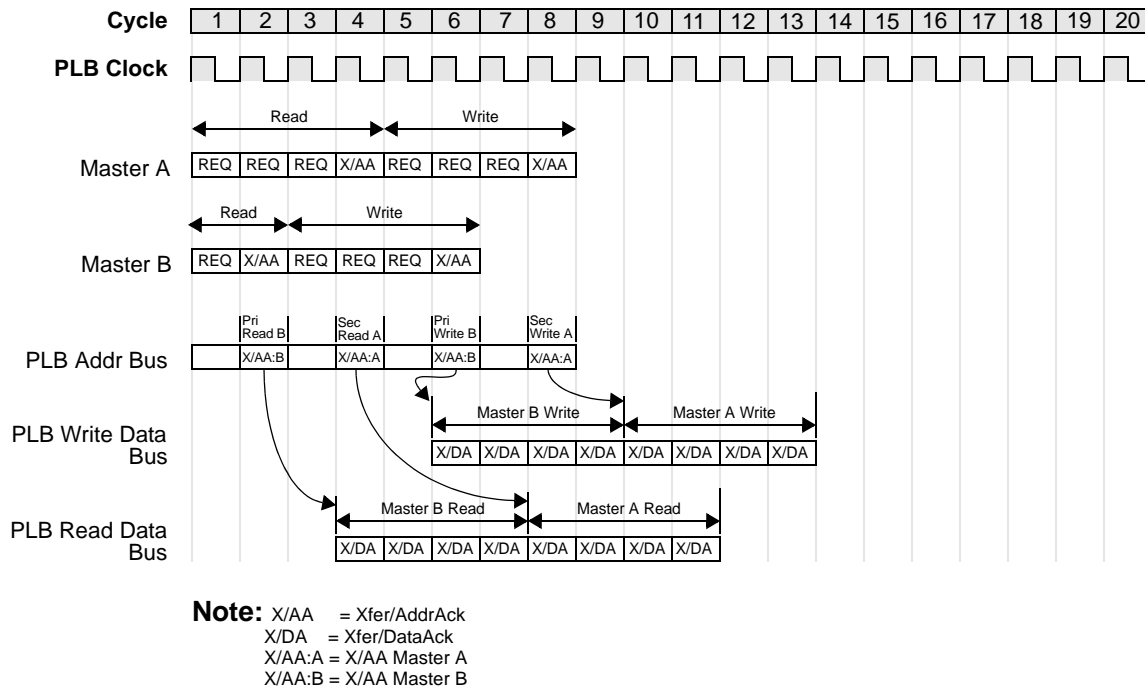 Cycle 1 2 3 4 5 6 7 8 9 10 11 12 13 14 15 16 17 18 19 20
PLB Clock
Read Write
Master A REQ REQ REQ X/AA REQ REQ REQ X/AA
Read Write
Master B REQ X/AA REQ REQ REQ X/AA
Pri Sec Pri Sec
Read B Read A Write B Write A
PLB Addr Bus X/AA:B X/AA:A X/AA:B X/AA:A
Master B Write Master A Write
PLB Write Data
Bus X/DA X/DA X/DA X/DA X/DA X/DA X/DA X/DA
Master B Read Master A Read
PLB Read Data
Bus X/DA X/DA X/DA X/DA X/DA X/DA X/DA X/DA
Note: X/AA = Xfer/AddrAck
X/DA = Xfer/DataAck
X/AA:A = X/AA Master A
X/AA:B = X/AA Master B